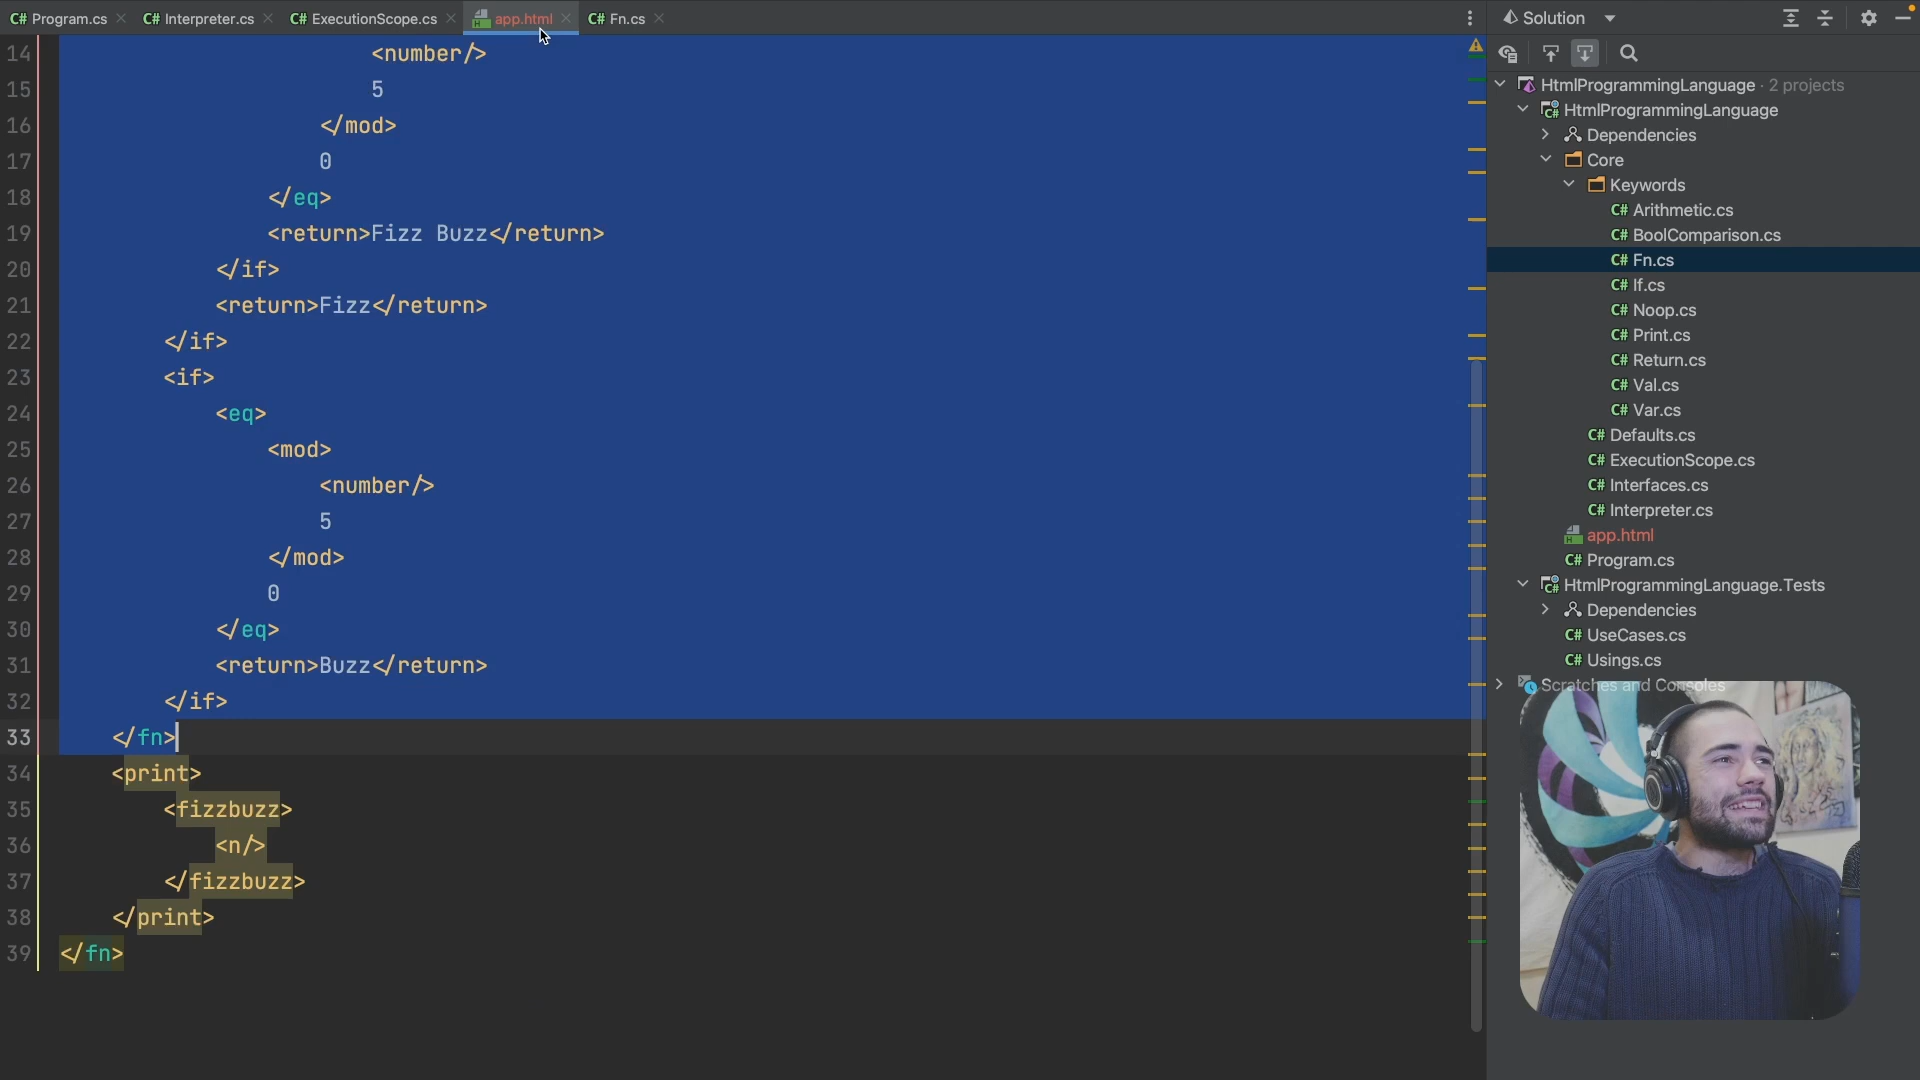 C# Program.cs
C# Interpreter.cs
C# ExecutionScope.cs
app.html
C# Fn.cs
Solution
14 <number/>
15 5
16 </mod>
17 0
18 </eq>
19 <return>Fizz Buzz</return>
20 </if>
21 <return>Fizz</return>
22 </if>
23 <if>
24 <eq>
25 <mod>
26 <number/>
27 5
28 </mod>
29 0
30 </eq>
31 <return>Buzz</return>
32 </if>
33 </fn>
34 <print>
35 <fizzbuzz>
36 <n/>
37 </fizzbuzz>
38 </print>
39 </fn>
HtmlProgrammingLanguage · 2 projects
C# HtmlProgrammingLanguage
Dependencies
Core
Keywords
C# Arithmetic.cs
C# BoolComparison.cs
C# Fn.cs
C# If.cs
C# Noop.cs
C# Print.cs
C# Return.cs
C# Val.cs
C# Var.cs
C# Defaults.cs
C# ExecutionScope.cs
C# Interfaces.cs
C# Interpreter.cs
H app.html
C# Program.cs
C# HtmlProgrammingLanguage.Tests
Dependencies
C# UseCases.cs
C# Usings.cs
Scratches and Consoles